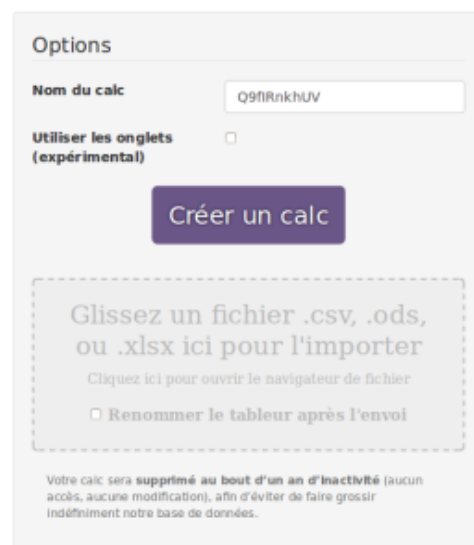 Options
Nom du calc
Q9flRnkhUV
Utiliser les onglets
(expérimental)
Créer un calc
Glissez un fichier .csv, .ods,
ou .xlsx ici pour l'importer
Cliquez ici pour ouvrir le navigateur de fichier
Renommer le tableur après l'envoi
Votre calc sera supprimé au bout d'un an d'inactivité (aucun
accès, aucune modification), afin d'éviter de faire grossir
indéfiniment notre base de données.